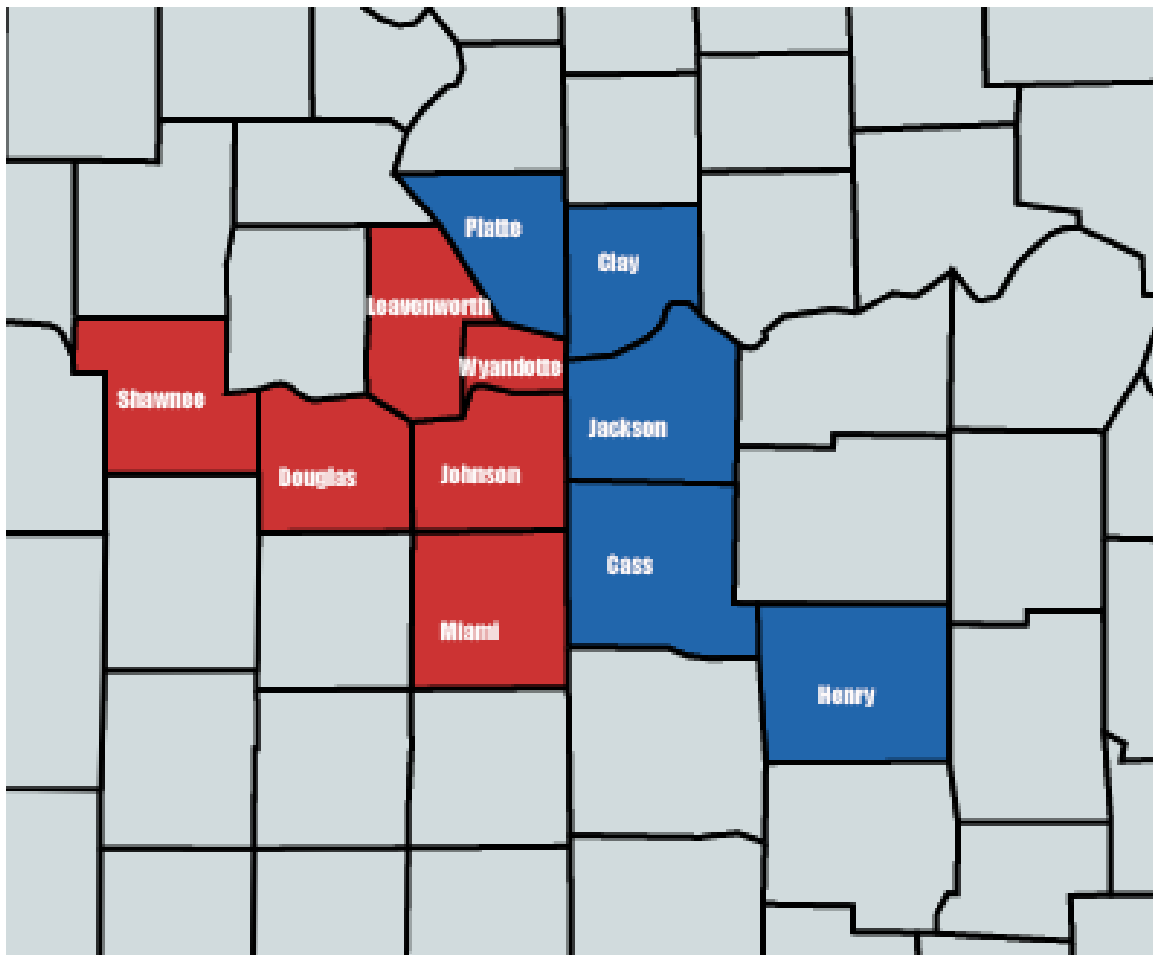 Platte
Clay
Leavenworth
Wyandotte
Shawnee
Jackson
Douglas
Johnson
Cass
Miami
Henry